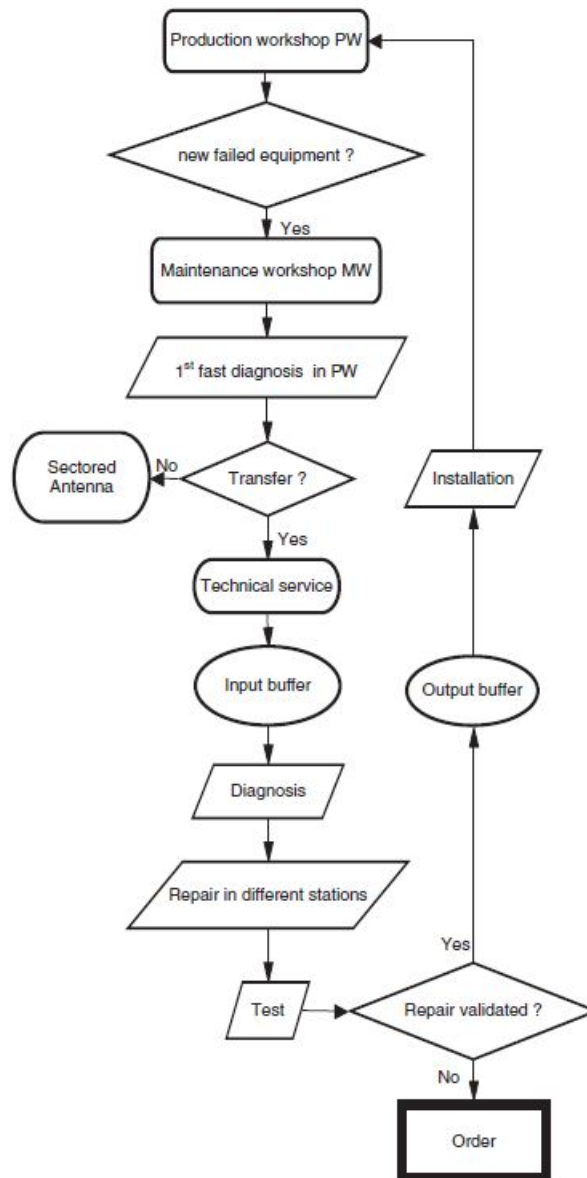 Production workshop PW
new failed equipment ?
Yes
Maintenance workshop MW
1st fast diagnosis in PW
Sectored
Antenna
No
Transfer ?
Installation
Yes
Technical service
Input buffer
Output buffer
Diagnosis
Repair in different stations
Yes
Test
Repair validated ?
No
Order